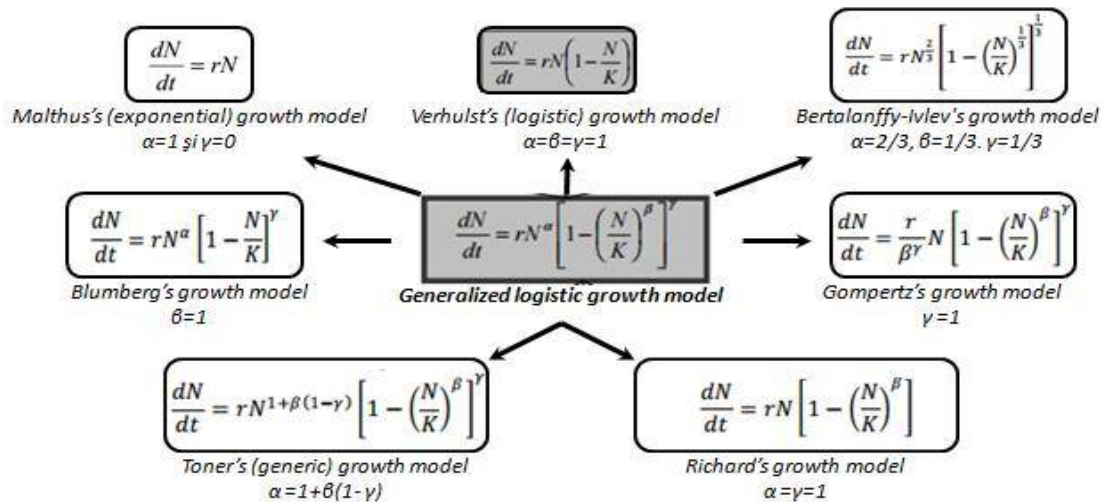 dN/dt = rN
Malthus's (exponential) growth model
α=1 şi γ=0
dN/dt = rN(1−N/K)
Verhulst's (logistic) growth model
α=β=γ=1
dN/dt = rN^(2/3)[1 − (N/K)^(1/3)]^(1/3)
Bertalanffy-Ivlev's growth model
α=2/3, β=1/3. γ=1/3
dN/dt = rN^α[1 − N/K]^γ
Blumberg's growth model
β=1
dN/dt = rN^α[1−(N/K)^β]^γ
Generalized logistic growth model
dN/dt = r/β^γ N[1 − (N/K)^β]^γ
Gompertz's growth model
γ =1
dN/dt = rN^(1+β(1−γ))[1 − (N/K)^β]^γ
Toner's (generic) growth model
α=1+β(1- γ)
dN/dt = rN[1 − (N/K)^β]
Richard's growth model
α =γ=1